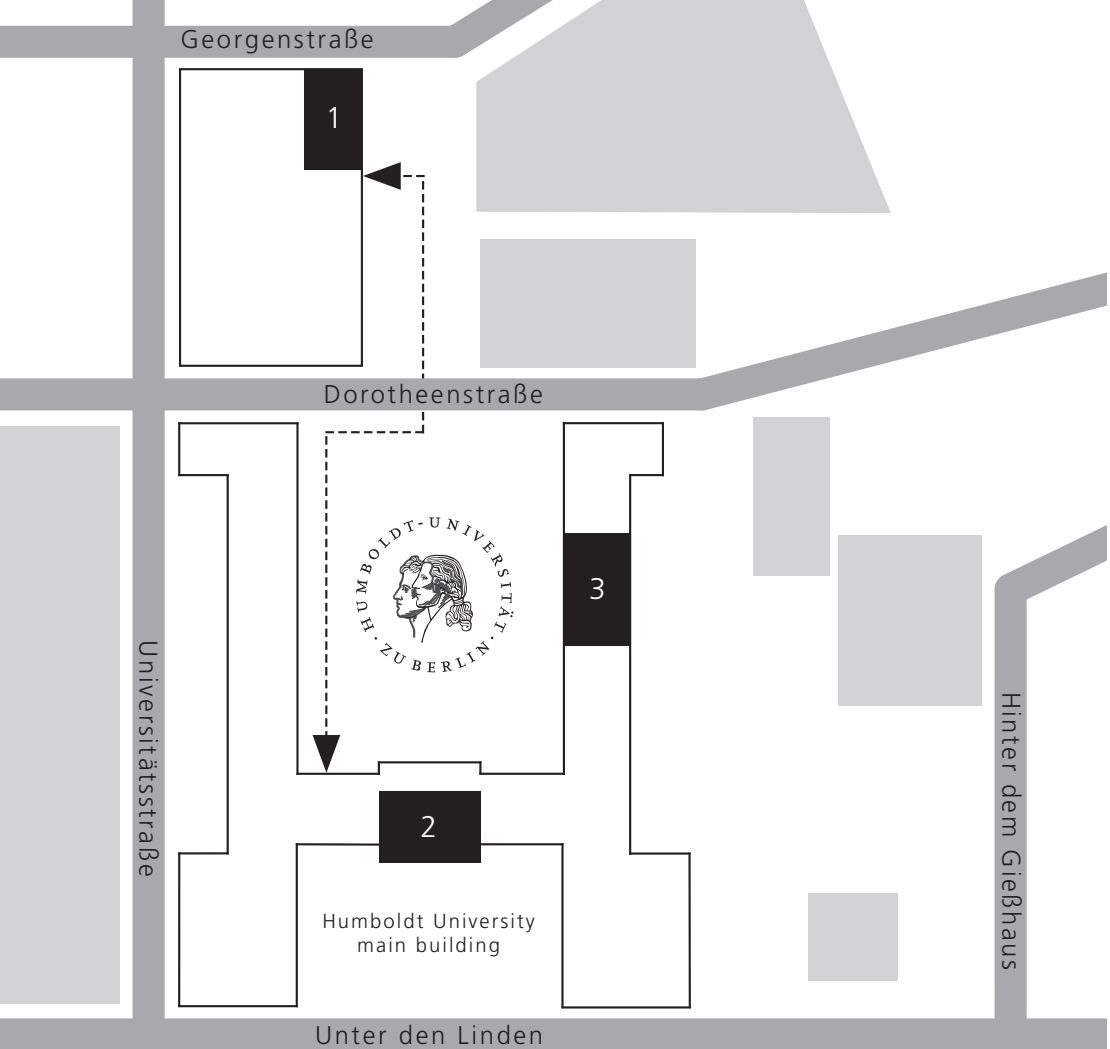 Georgenstraße
1
Dorotheenstraße
HUMBOLDT-UNIVERSITÄT
· ZU BERLIN ·
3
Universitätsstraße
Hinter dem Gießhaus
2
Humboldt University
main building
Unter den Linden